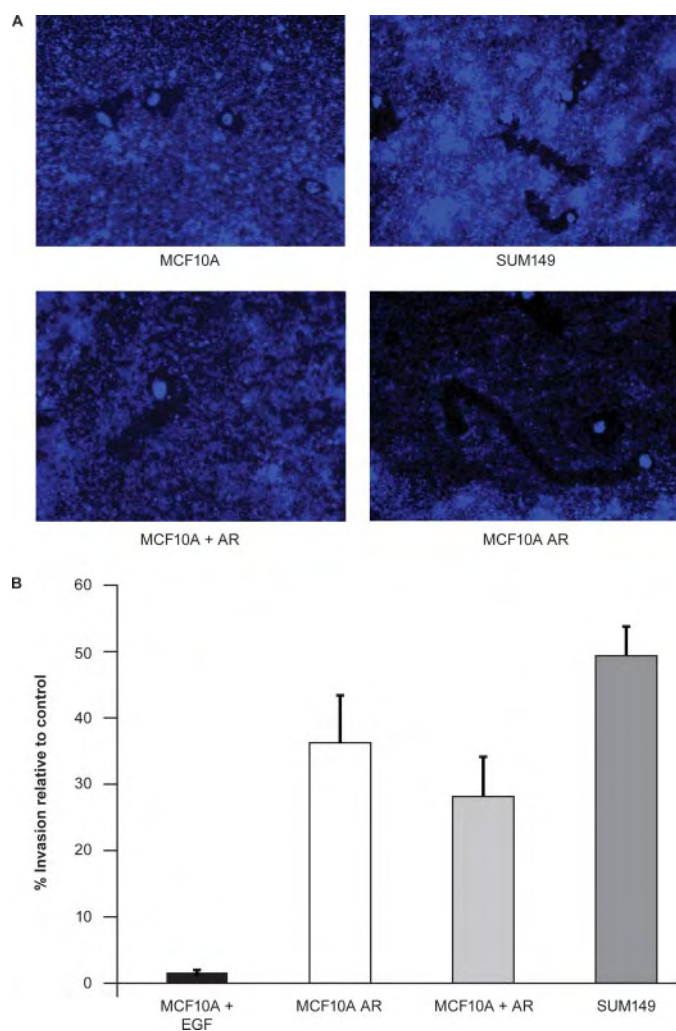 A
MCF10A
SUM149
MCF10A + AR
MCF10A AR
B
% Invasion relative to control
60
50
40
30
20
10
0
MCF10A +
EGF
MCF10A AR
MCF10A + AR
SUM149